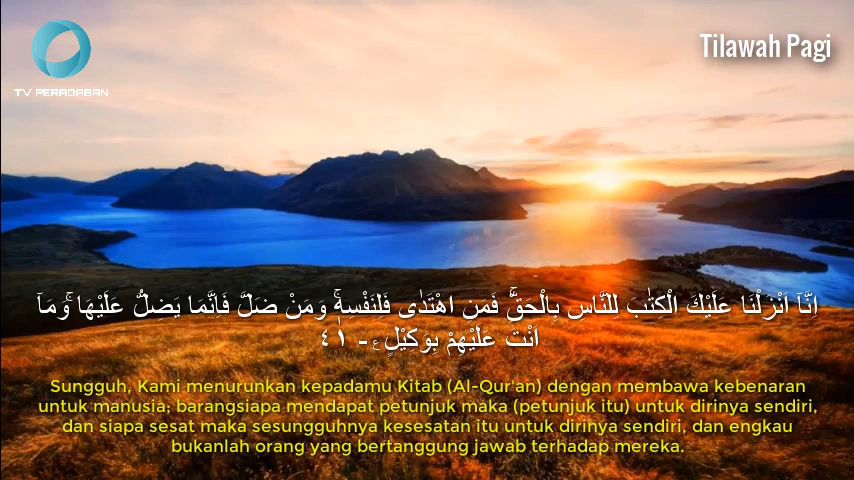 TV PERADABAN
Tilawah Pagi
اِنَّآ اَنْزَلْنَا عَلَيْكَ الْكِتٰبَ لِلنَّاسِ بِالْحَقِّۚ فَمَنِ اهْتَدٰى فَلِنَفْسِهٖۚ وَمَنْ ضَلَّ فَاِنَّمَا يَضِلُّ عَلَيْهَا ۚوَمَآ
اَنْتَ عَلَيْهِمْ بِوَكِيْلٍ ࣖ - ٤١
Sungguh, Kami menurunkan kepadamu Kitab (Al-Qur'an) dengan membawa kebenaran
untuk manusia; barangsiapa mendapat petunjuk maka (petunjuk itu) untuk dirinya sendiri,
dan siapa sesat maka sesungguhnya kesesatan itu untuk dirinya sendiri, dan engkau
bukanlah orang yang bertanggung jawab terhadap mereka.